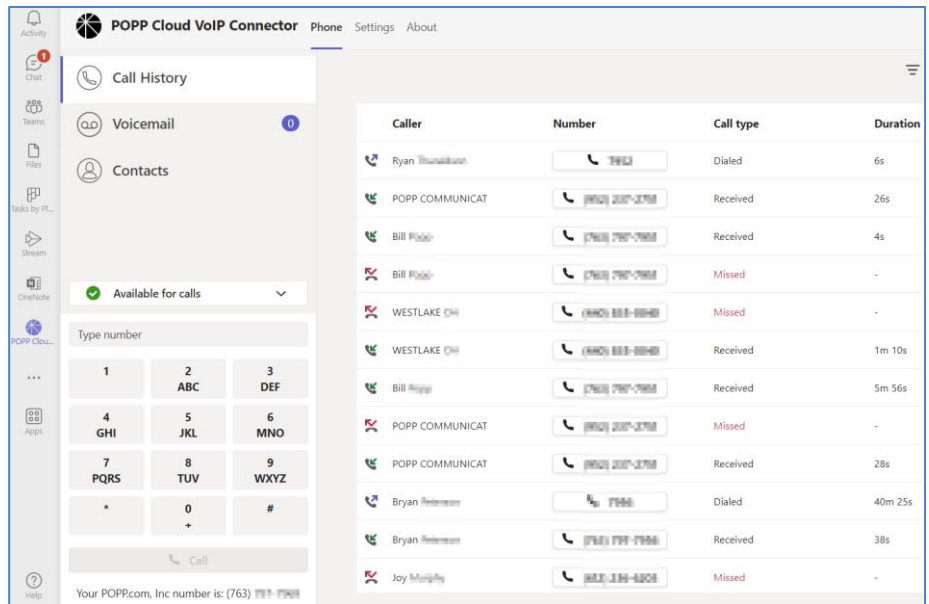 Activity
1
Chat
Teams
Files
Tasks by Pl...
Stream
OneNote
POPP Clou...
...
Apps
Help
POPP Cloud VoIP Connector Phone Settings About
Call History
Voicemail 0
Contacts
Available for calls
Type number
1 2 3
ABC DEF
4 5 6
GHI JKL MNO
7 8 9
PQRS TUV WXYZ
* 0 #
+
Call
Your POPP.com, Inc number is: (763)
Caller Number Call type Duration
Ryan Dialed 6s
POPP COMMUNICAT Received 26s
Bill Received 4s
Bill Missed -
WESTLAKE Missed -
WESTLAKE Received 1m 10s
Bill Received 5m 56s
POPP COMMUNICAT Missed -
POPP COMMUNICAT Received 28s
Bryan Dialed 40m 25s
Bryan Received 38s
Joy Missed -